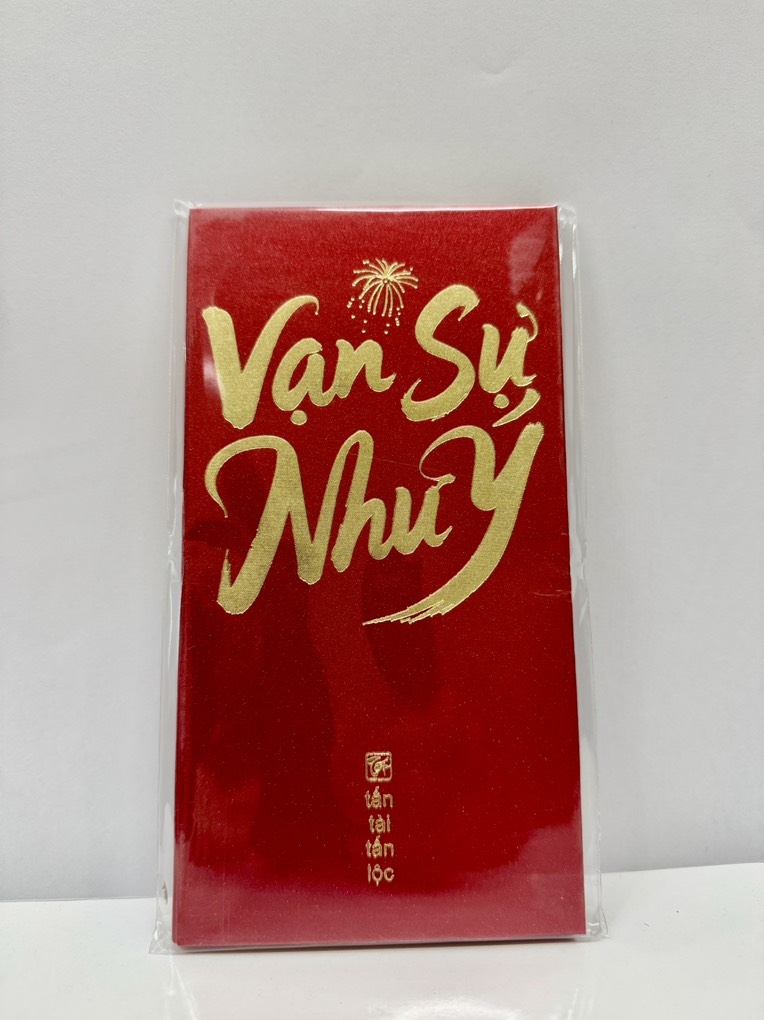 Vạn Sự
Như Ý
tấn
tài
tấn
lộc